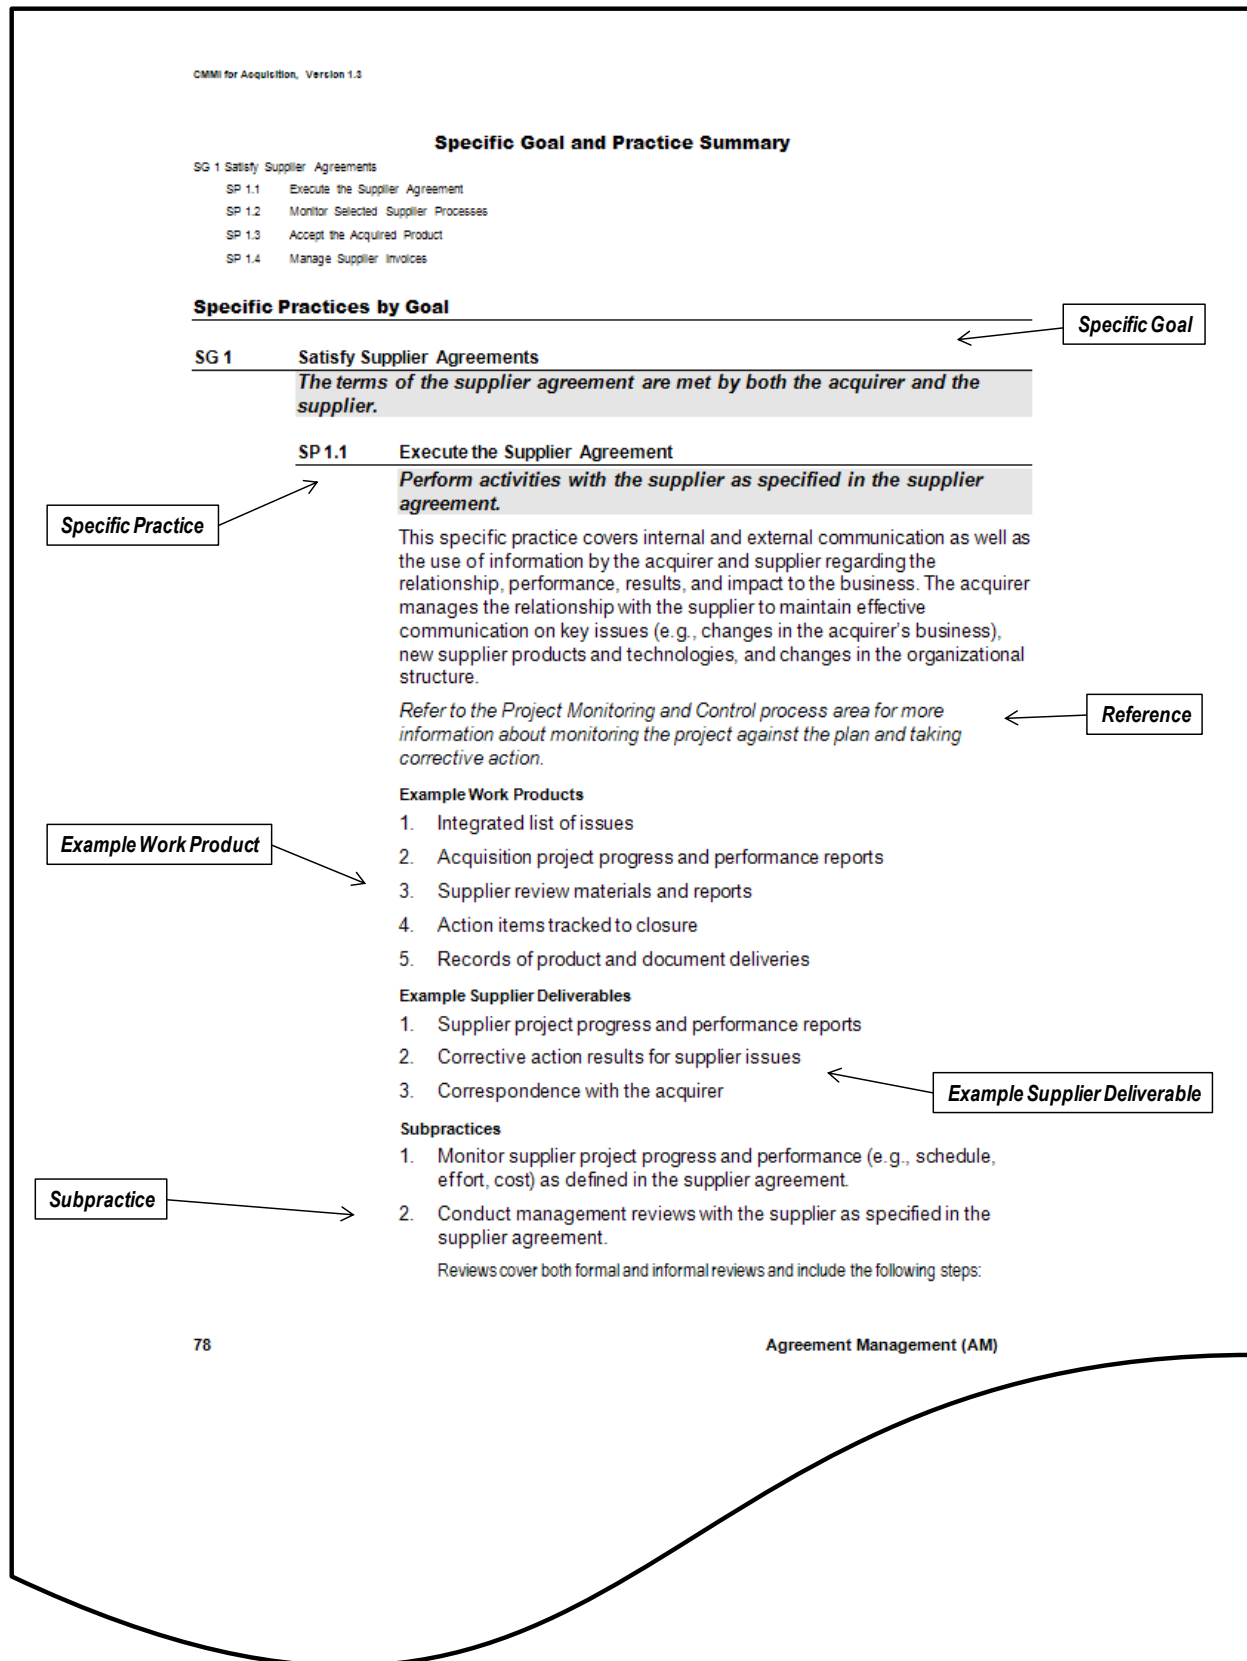 CMMI for Acquisition, Version 1.3
Specific Goal and Practice Summary
SG 1 Satisfy Supplier Agreements
SP 1.1 Execute the Supplier Agreement
SP 1.2 Monitor Selected Supplier Processes
SP 1.3 Accept the Acquired Product
SP 1.4 Manage Supplier Invoices
Specific Practices by Goal
Specific Goal
SG 1 Satisfy Supplier Agreements
The terms of the supplier agreement are met by both the acquirer and the
supplier.
SP 1.1 Execute the Supplier Agreement
Perform activities with the supplier as specified in the supplier
agreement.
Specific Practice
This specific practice covers internal and external communication as well as
the use of information by the acquirer and supplier regarding the
relationship, performance, results, and impact to the business. The acquirer
manages the relationship with the supplier to maintain effective
communication on key issues (e.g., changes in the acquirer's business),
new supplier products and technologies, and changes in the organizational
structure.
Refer to the Project Monitoring and Control process area for more
information about monitoring the project against the plan and taking
corrective action.
Reference
Example Work Products
1. Integrated list of issues
Example Work Product
2. Acquisition project progress and performance reports
3. Supplier review materials and reports
4. Action items tracked to closure
5. Records of product and document deliveries
Example Supplier Deliverables
1. Supplier project progress and performance reports
2. Corrective action results for supplier issues
3. Correspondence with the acquirer
Example Supplier Deliverable
Subpractices
1. Monitor supplier project progress and performance (e.g., schedule,
effort, cost) as defined in the supplier agreement.
Subpractice
2. Conduct management reviews with the supplier as specified in the
supplier agreement.
Reviews cover both formal and informal reviews and include the following steps:
78 Agreement Management (AM)